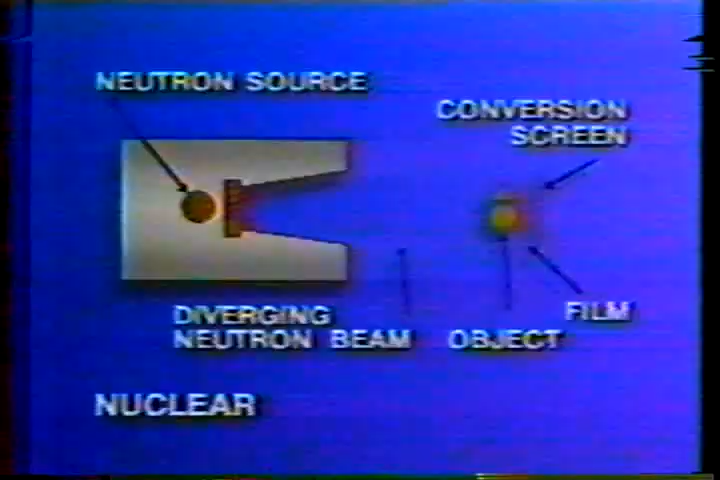 NEUTRON SOURCE
CONVERSION
SCREEN
DIVERGING
NEUTRON BEAM
OBJECT
FILM
NUCLEAR